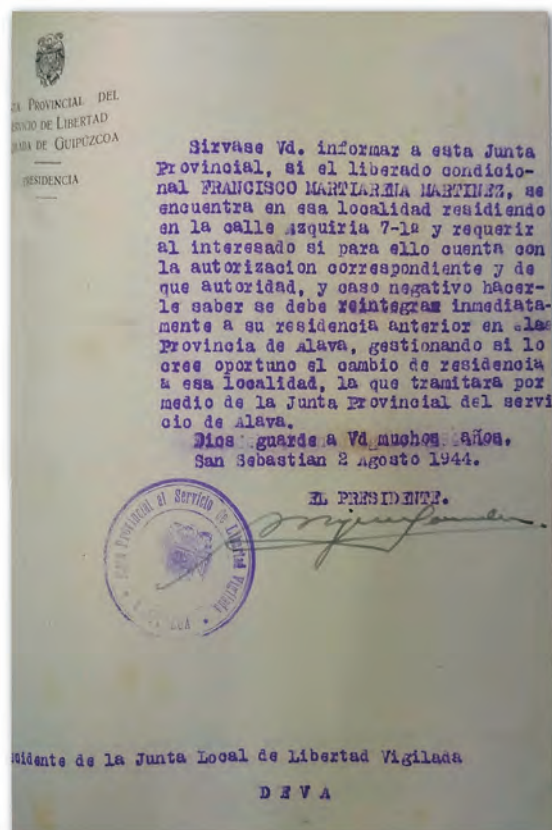 PROVINCIAL DEL
SERVICIO DE LIBERTAD
DE GUIPÚZCOA
PRESIDENCIA
Sirvase Vd. informar a esta Junta
Provincial, si el liberado condicio-
nal FRANCISCO MARTIARENA MARTINEZ, se
encuentra en esa localidad residiendo
en la calle Azquiria 7-1º y requerir
al interesado si para ello cuenta con
la autorizacion correspondiente y de
que autoridad, y caso negativo hacer-
le saber se debe reintegrar inmediata-
mente a su residencia anterior en
Provincia de Alava, gestionando si lo
cree oportuno el cambio de residencia
a esa localidad, la que tramitara por
medio de la Junta Provincial del servi
cio de Alava.
Dios guarde a Vd muchos años.
San Sebastian 2 Agosto 1944.
EL PRESIDENTE.
Provincial al Servicio de Libertad Vigilada
sidente de la Junta Local de Libertad Vigilada
DEVA